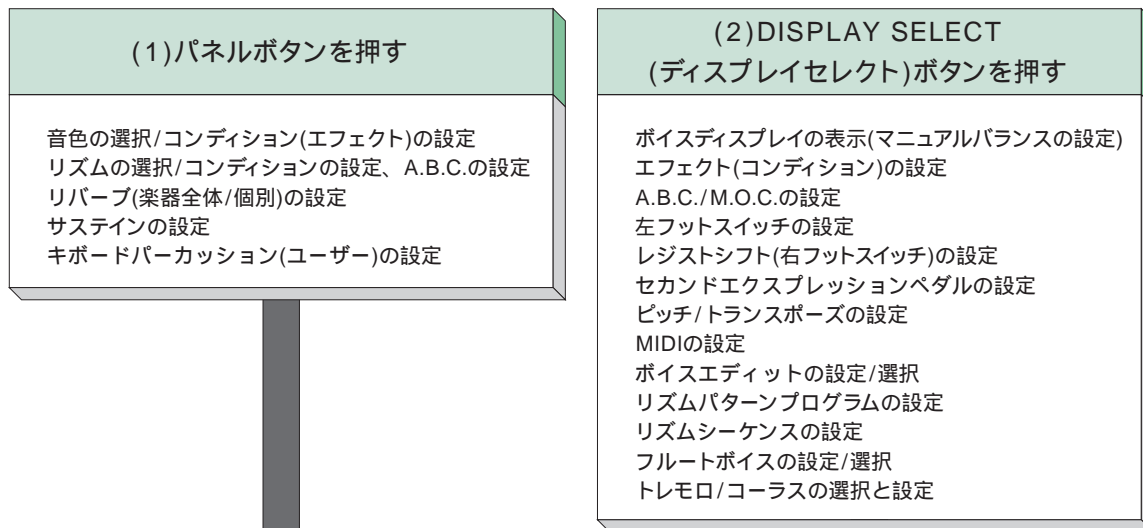 (1)パネルボタンを押す
音色の選択/コンディション(エフェクト)の設定
リズムの選択/コンディションの設定、A.B.C.の設定
リバーブ(楽器全体/個別)の設定
サステインの設定
キボードパーカッション(ユーザー)の設定
(2)DISPLAY SELECT
(ディスプレイセレクト)ボタンを押す
ボイスディスプレイの表示(マニュアルバランスの設定)
エフェクト(コンディション)の設定
A.B.C./M.O.C.の設定
左フットスイッチの設定
レジストシフト(右フットスイッチ)の設定
セカンドエクスプレッションペダルの設定
ピッチ/トランスポーズの設定
MIDIの設定
ボイスエディットの設定/選択
リズムパターンプログラムの設定
リズムシーケンスの設定
フルートボイスの設定/選択
トレモロ/コーラスの選択と設定